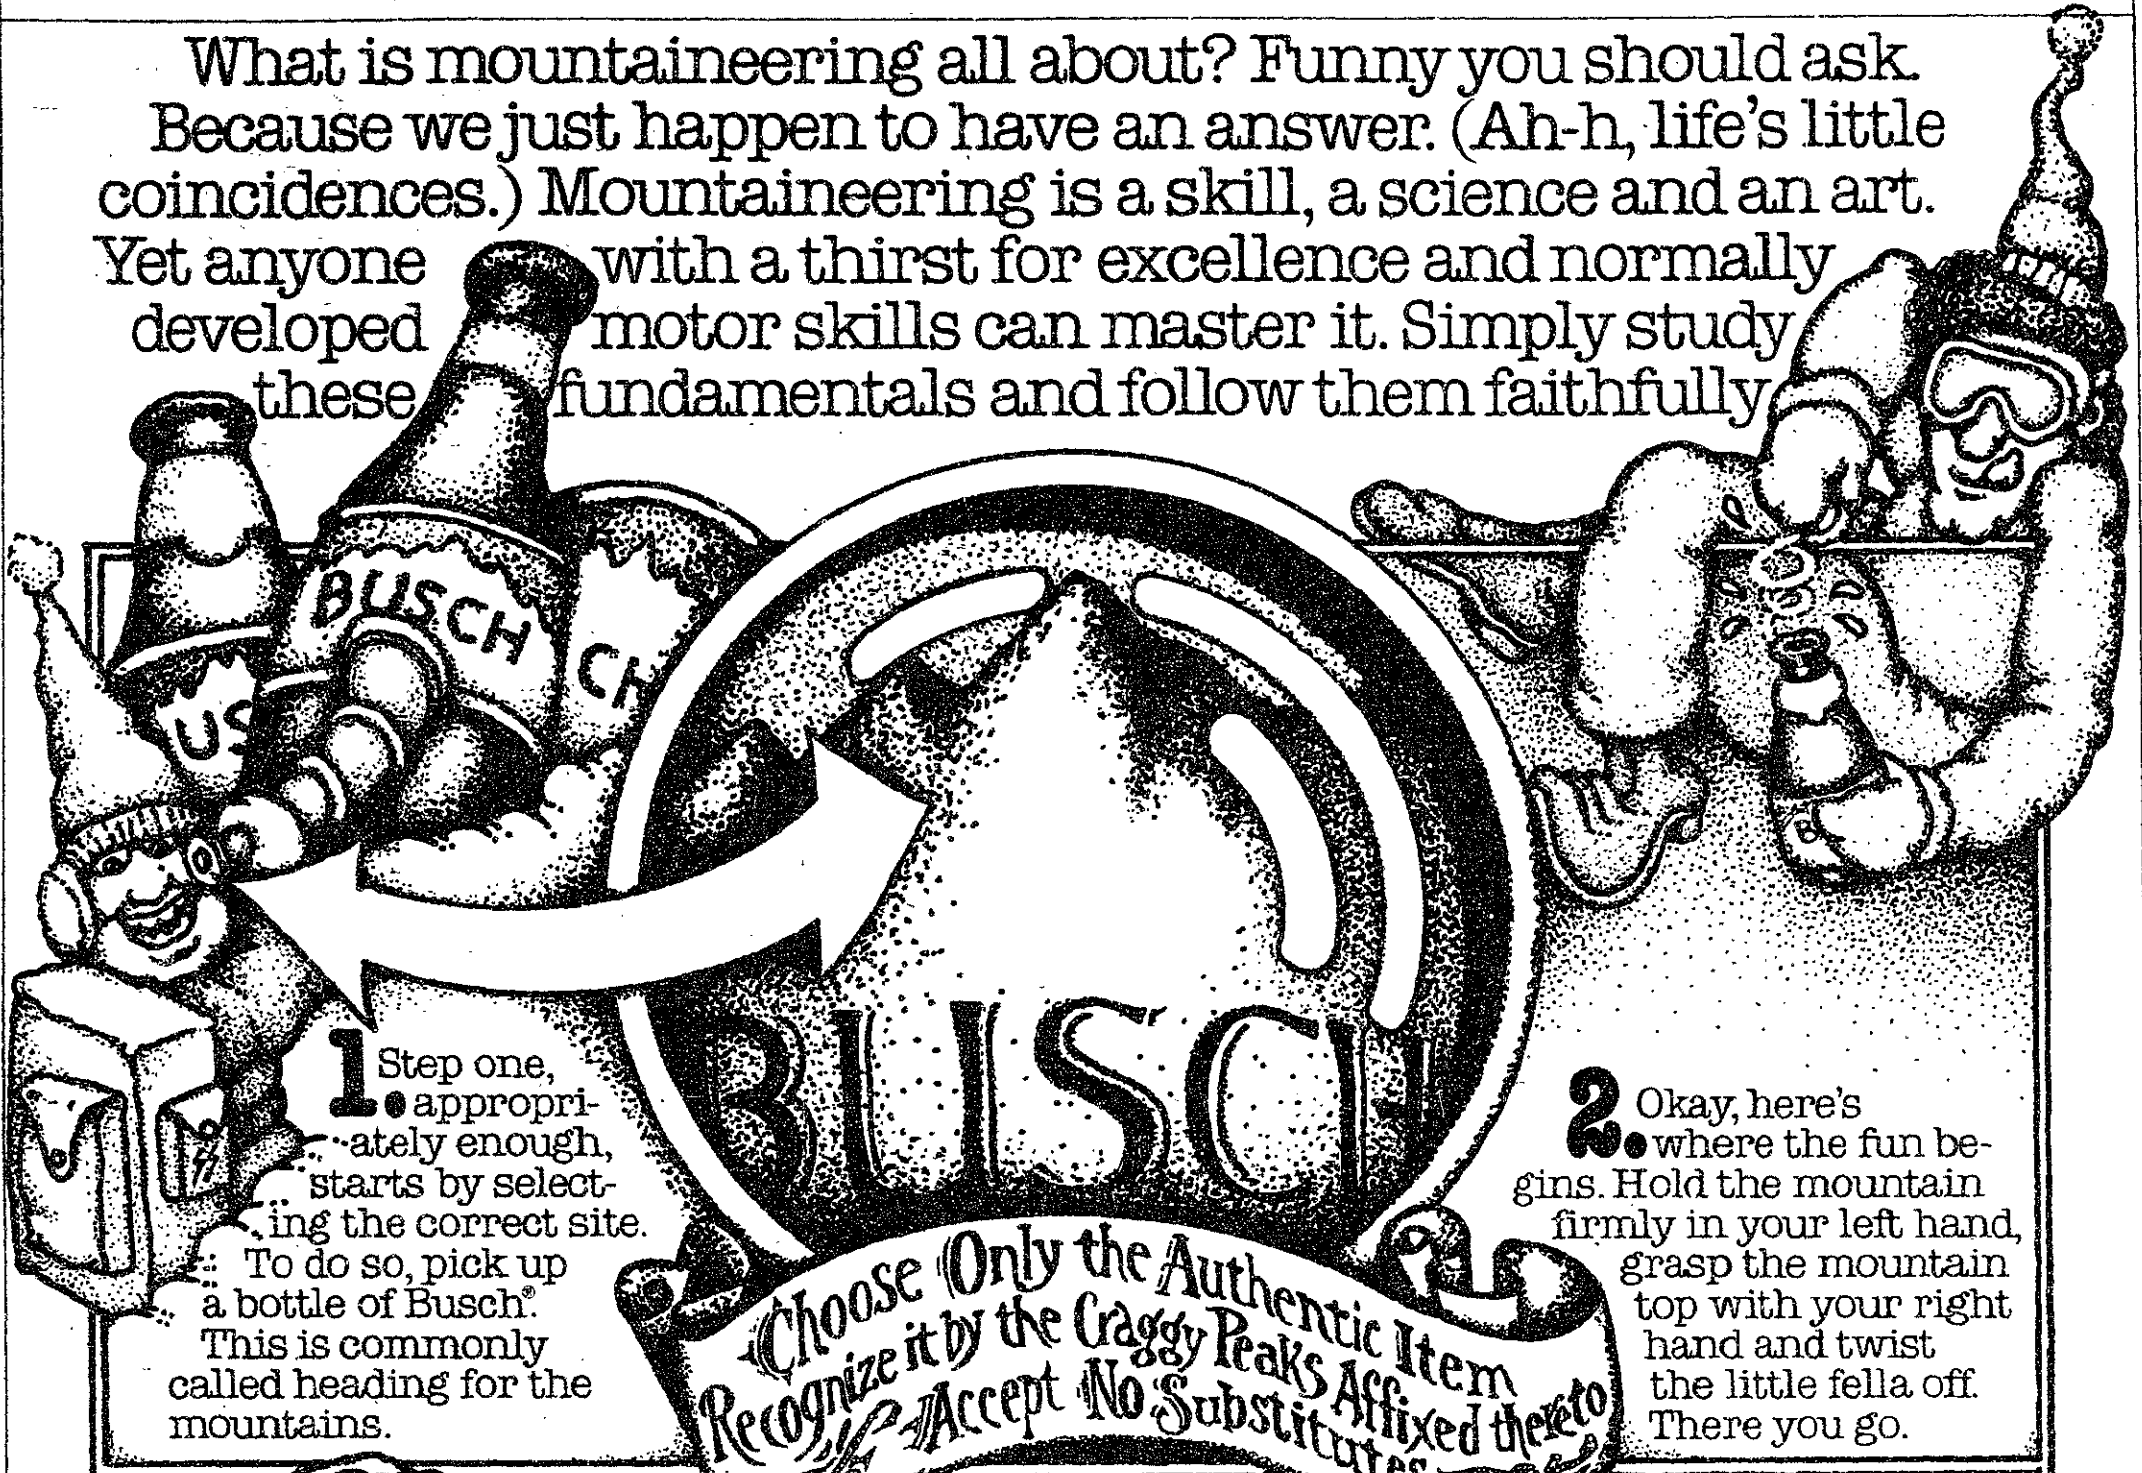 What is mountaineering all about? Funny you should ask.
Because we just happen to have an answer. (Ah-h, life's little
coincidences.) Mountaineering is a skill, a science and an art.
Yet anyone with a thirst for excellence and normally
developed motor skills can master it. Simply study
these fundamentals and follow them faithfully
BUSCH
US
CH
B
BUSCH
1. Step one,
appropri-
ately enough,
starts by select-
ing the correct site.
To do so, pick up
a bottle of Busch®.
This is commonly
called heading for the
mountains.
2. Okay, here's
where the fun be-
gins. Hold the mountain
firmly in your left hand,
grasp the mountain
top with your right
hand and twist
the little fella off.
There you go.
Choose Only the Authentic Item
Recognize it by the Craggy Peaks Affixed thereto
Accept No Substitutes